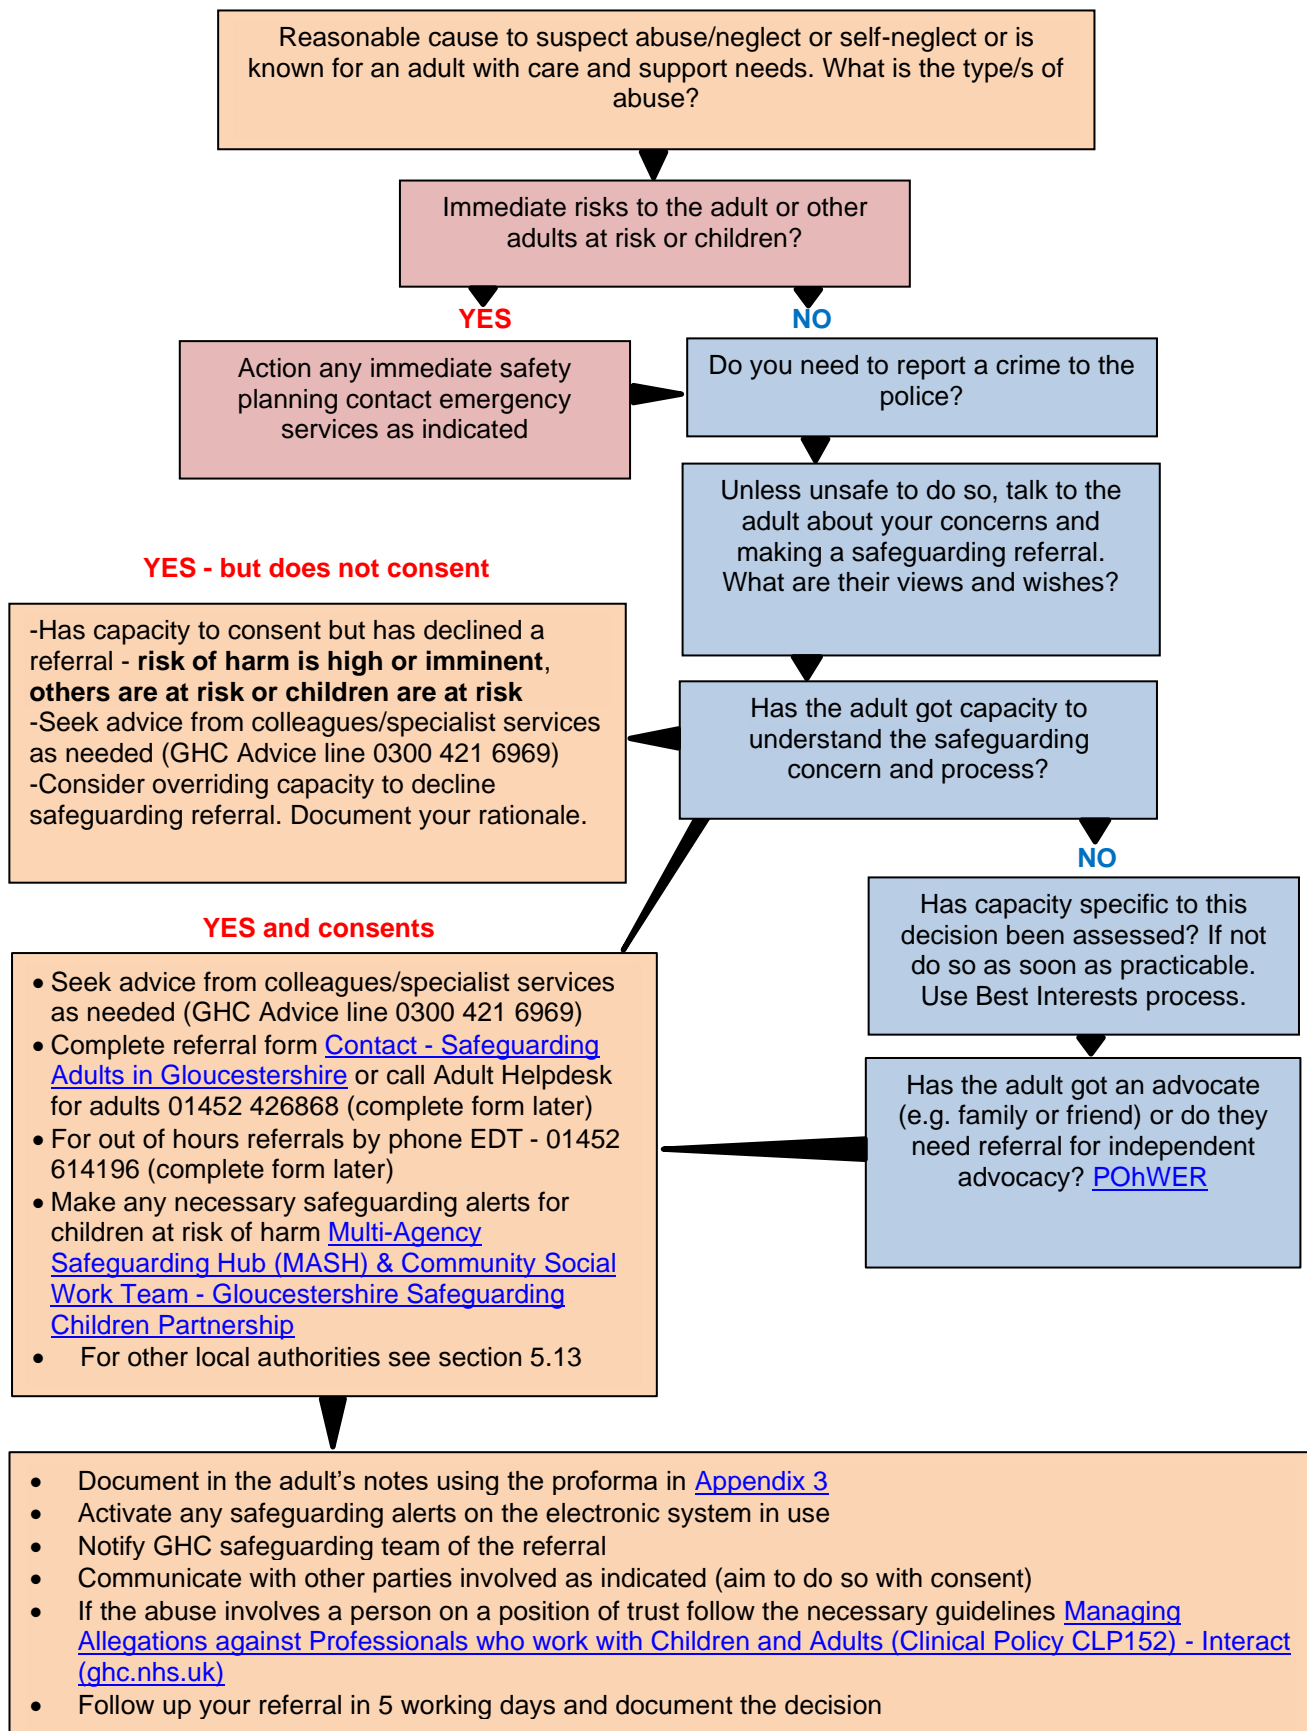 Reasonable cause to suspect abuse/neglect or self-neglect or is
known for an adult with care and support needs. What is the type/s of
abuse?
Immediate risks to the adult or other
adults at risk or children?
YES
NO
Action any immediate safety
planning contact emergency
services as indicated
Do you need to report a crime to the
police?
Unless unsafe to do so, talk to the
adult about your concerns and
making a safeguarding referral.
What are their views and wishes?
YES - but does not consent
-Has capacity to consent but has declined a
referral - risk of harm is high or imminent,
others are at risk or children are at risk
-Seek advice from colleagues/specialist services
as needed (GHC Advice line 0300 421 6969)
-Consider overriding capacity to decline
safeguarding referral. Document your rationale.
Has the adult got capacity to
understand the safeguarding
concern and process?
NO
Has capacity specific to this
decision been assessed? If not
do so as soon as practicable.
Use Best Interests process.
Has the adult got an advocate
(e.g. family or friend) or do they
need referral for independent
advocacy? POhWER
YES and consents
• Seek advice from colleagues/specialist services
as needed (GHC Advice line 0300 421 6969)
• Complete referral form Contact - Safeguarding
Adults in Gloucestershire or call Adult Helpdesk
for adults 01452 426868 (complete form later)
• For out of hours referrals by phone EDT - 01452
614196 (complete form later)
• Make any necessary safeguarding alerts for
children at risk of harm Multi-Agency
Safeguarding Hub (MASH) & Community Social
Work Team - Gloucestershire Safeguarding
Children Partnership
• For other local authorities see section 5.13
• Document in the adult's notes using the proforma in Appendix 3
• Activate any safeguarding alerts on the electronic system in use
• Notify GHC safeguarding team of the referral
• Communicate with other parties involved as indicated (aim to do so with consent)
• If the abuse involves a person on a position of trust follow the necessary guidelines Managing
Allegations against Professionals who work with Children and Adults (Clinical Policy CLP152) - Interact
(ghc.nhs.uk)
• Follow up your referral in 5 working days and document the decision